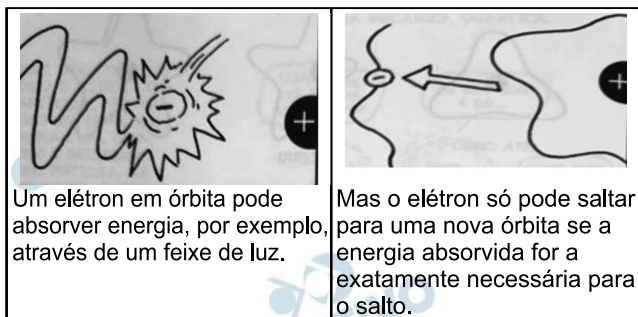 Um elétron em órbita pode
absorver energia, por exemplo,
através de um feixe de luz.
Mas o elétron só pode saltar
para uma nova órbita se a
energia absorvida for a
exatamente necessária para
o salto.